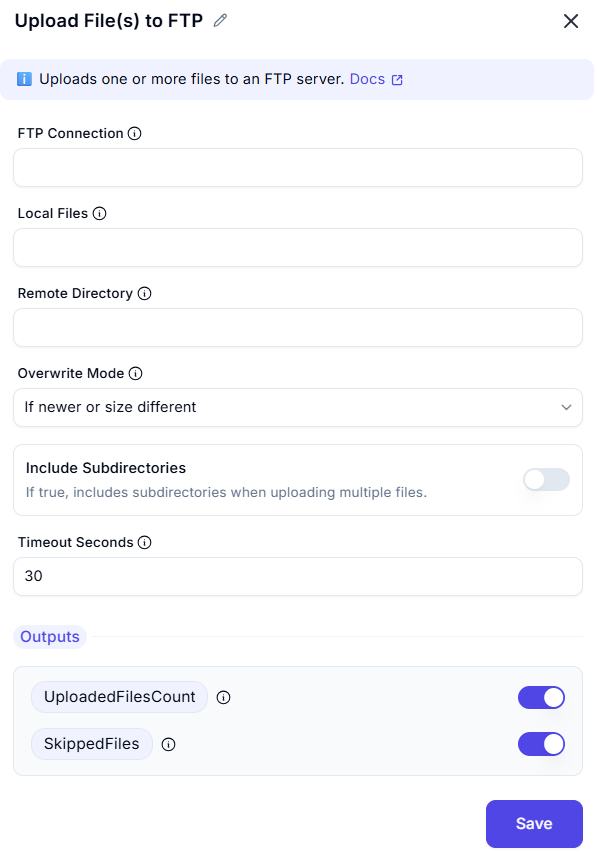 Upload File(s) to FTP
Uploads one or more files to an FTP server. Docs
FTP Connection
Local Files
Remote Directory
Overwrite Mode
If newer or size different
Include Subdirectories
If true, includes subdirectories when uploading multiple files.
Timeout Seconds
30
Outputs
UploadedFilesCount
SkippedFiles
Save